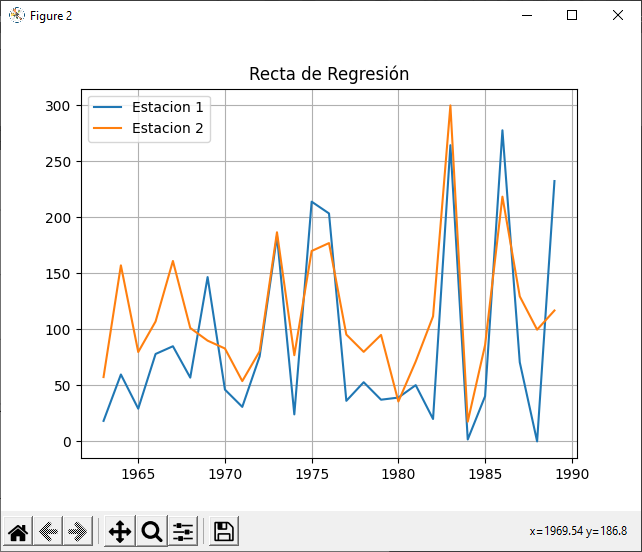 Figure 2
Recta de Regresión
Estacion 1
Estacion 2
300
250
200
150
100
50
0
1965 1970 1975 1980 1985 1990
x=1969.54 y=186.8